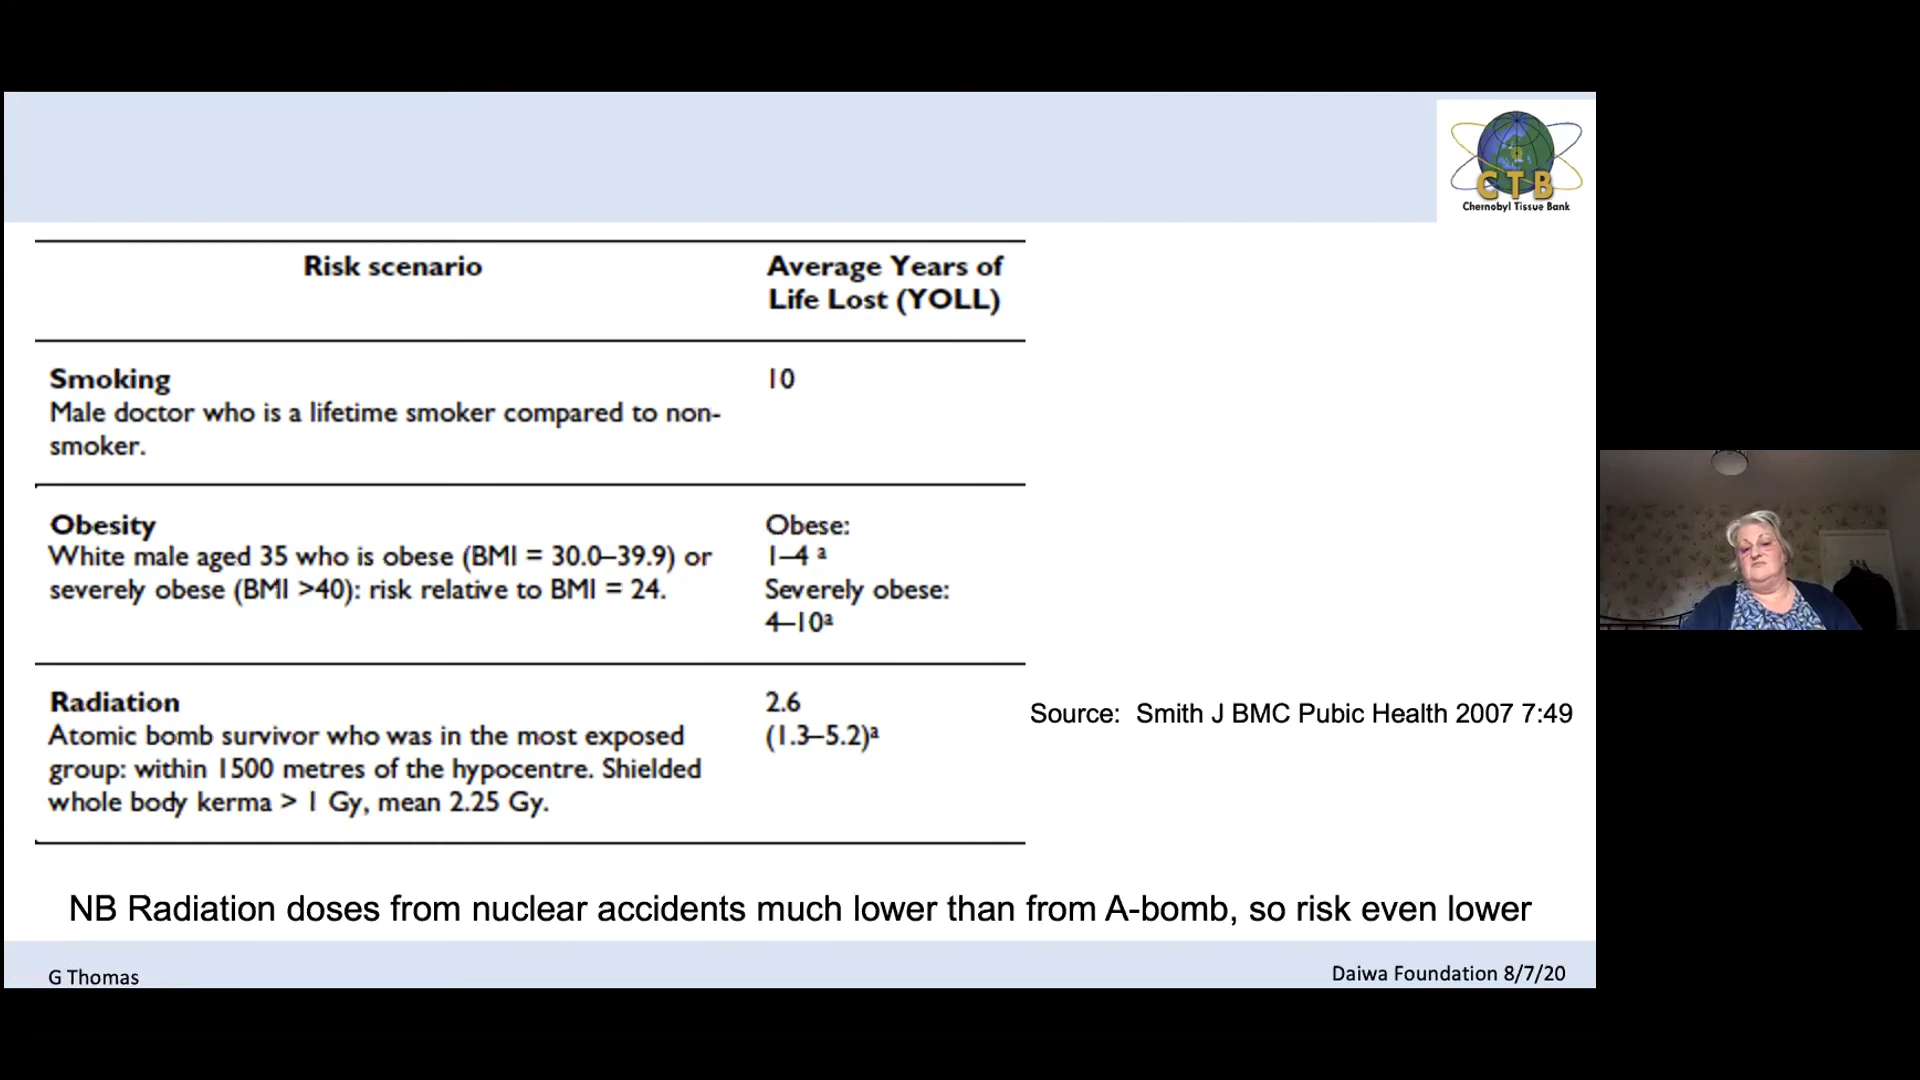 CTB
Chernobyl Tissue Bank
Risk scenario
Average Years of
Life Lost (YOLL)
Smoking
10
Male doctor who is a lifetime smoker compared to non-
smoker.
Obesity
Obese:
White male aged 35 who is obese (BMI = 30.0–39.9) or
1–4 a
severely obese (BMI >40): risk relative to BMI = 24.
Severely obese:
4–10a
Radiation
2.6
Source: Smith J BMC Pubic Health 2007 7:49
Atomic bomb survivor who was in the most exposed
(1.3–5.2)a
group: within 1500 metres of the hypocentre. Shielded
whole body kerma > 1 Gy, mean 2.25 Gy.
NB Radiation doses from nuclear accidents much lower than from A-bomb, so risk even lower
G Thomas
Daiwa Foundation 8/7/20